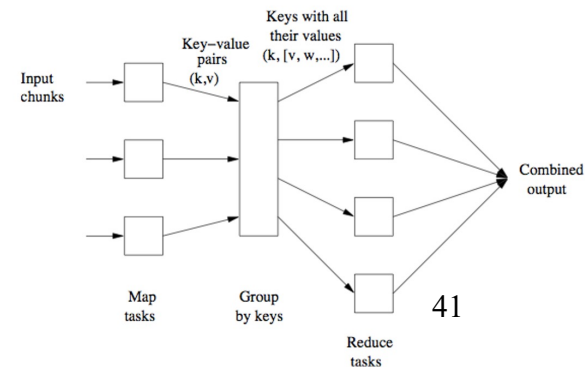 Keys with all
their values
(k, [v, w,...])
Key−value
pairs
(k,v)
Input
chunks
Combined
output
Map
tasks
Group
by keys
41
Reduce
tasks